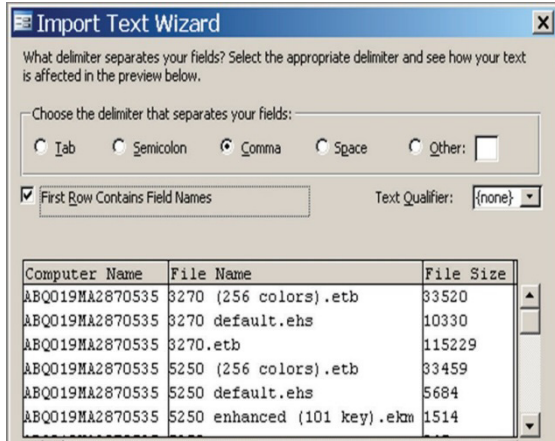 Import Text Wizard
What delimiter separates your fields? Select the appropriate delimiter and see how your text
is affected in the preview below.
Choose the delimiter that separates your fields:
Tab Semicolon Comma Space Other:
First Row Contains Field Names Text Qualifier: {none}
Computer Name File Name File Size
ABQ019MA2870535 3270 (256 colors).etb 33520
ABQ019MA2870535 3270 default.ehs 10330
ABQ019MA2870535 3270.etb 115229
ABQ019MA2870535 5250 (256 colors).etb 33459
ABQ019MA2870535 5250 default.ehs 5684
ABQ019MA2870535 5250 enhanced (101 key).ekm 1514